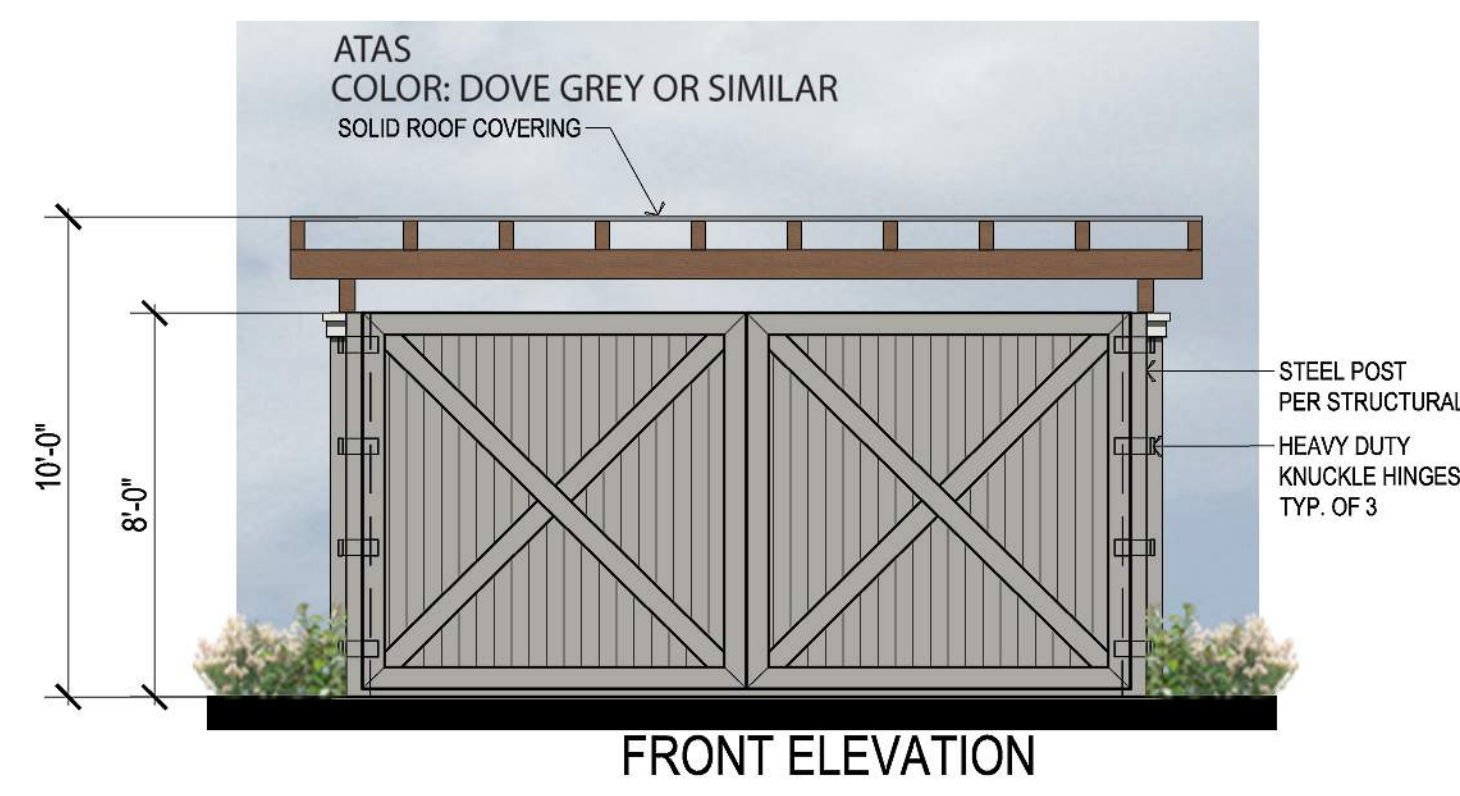 ATAS
COLOR: DOVE GREY OR SIMILAR
SOLID ROOF COVERING
10'-0"
8'-0"
STEEL POST
PER STRUCTURAL
HEAVY DUTY
KNUCKLE HINGES
TYP. OF 3
FRONT ELEVATION